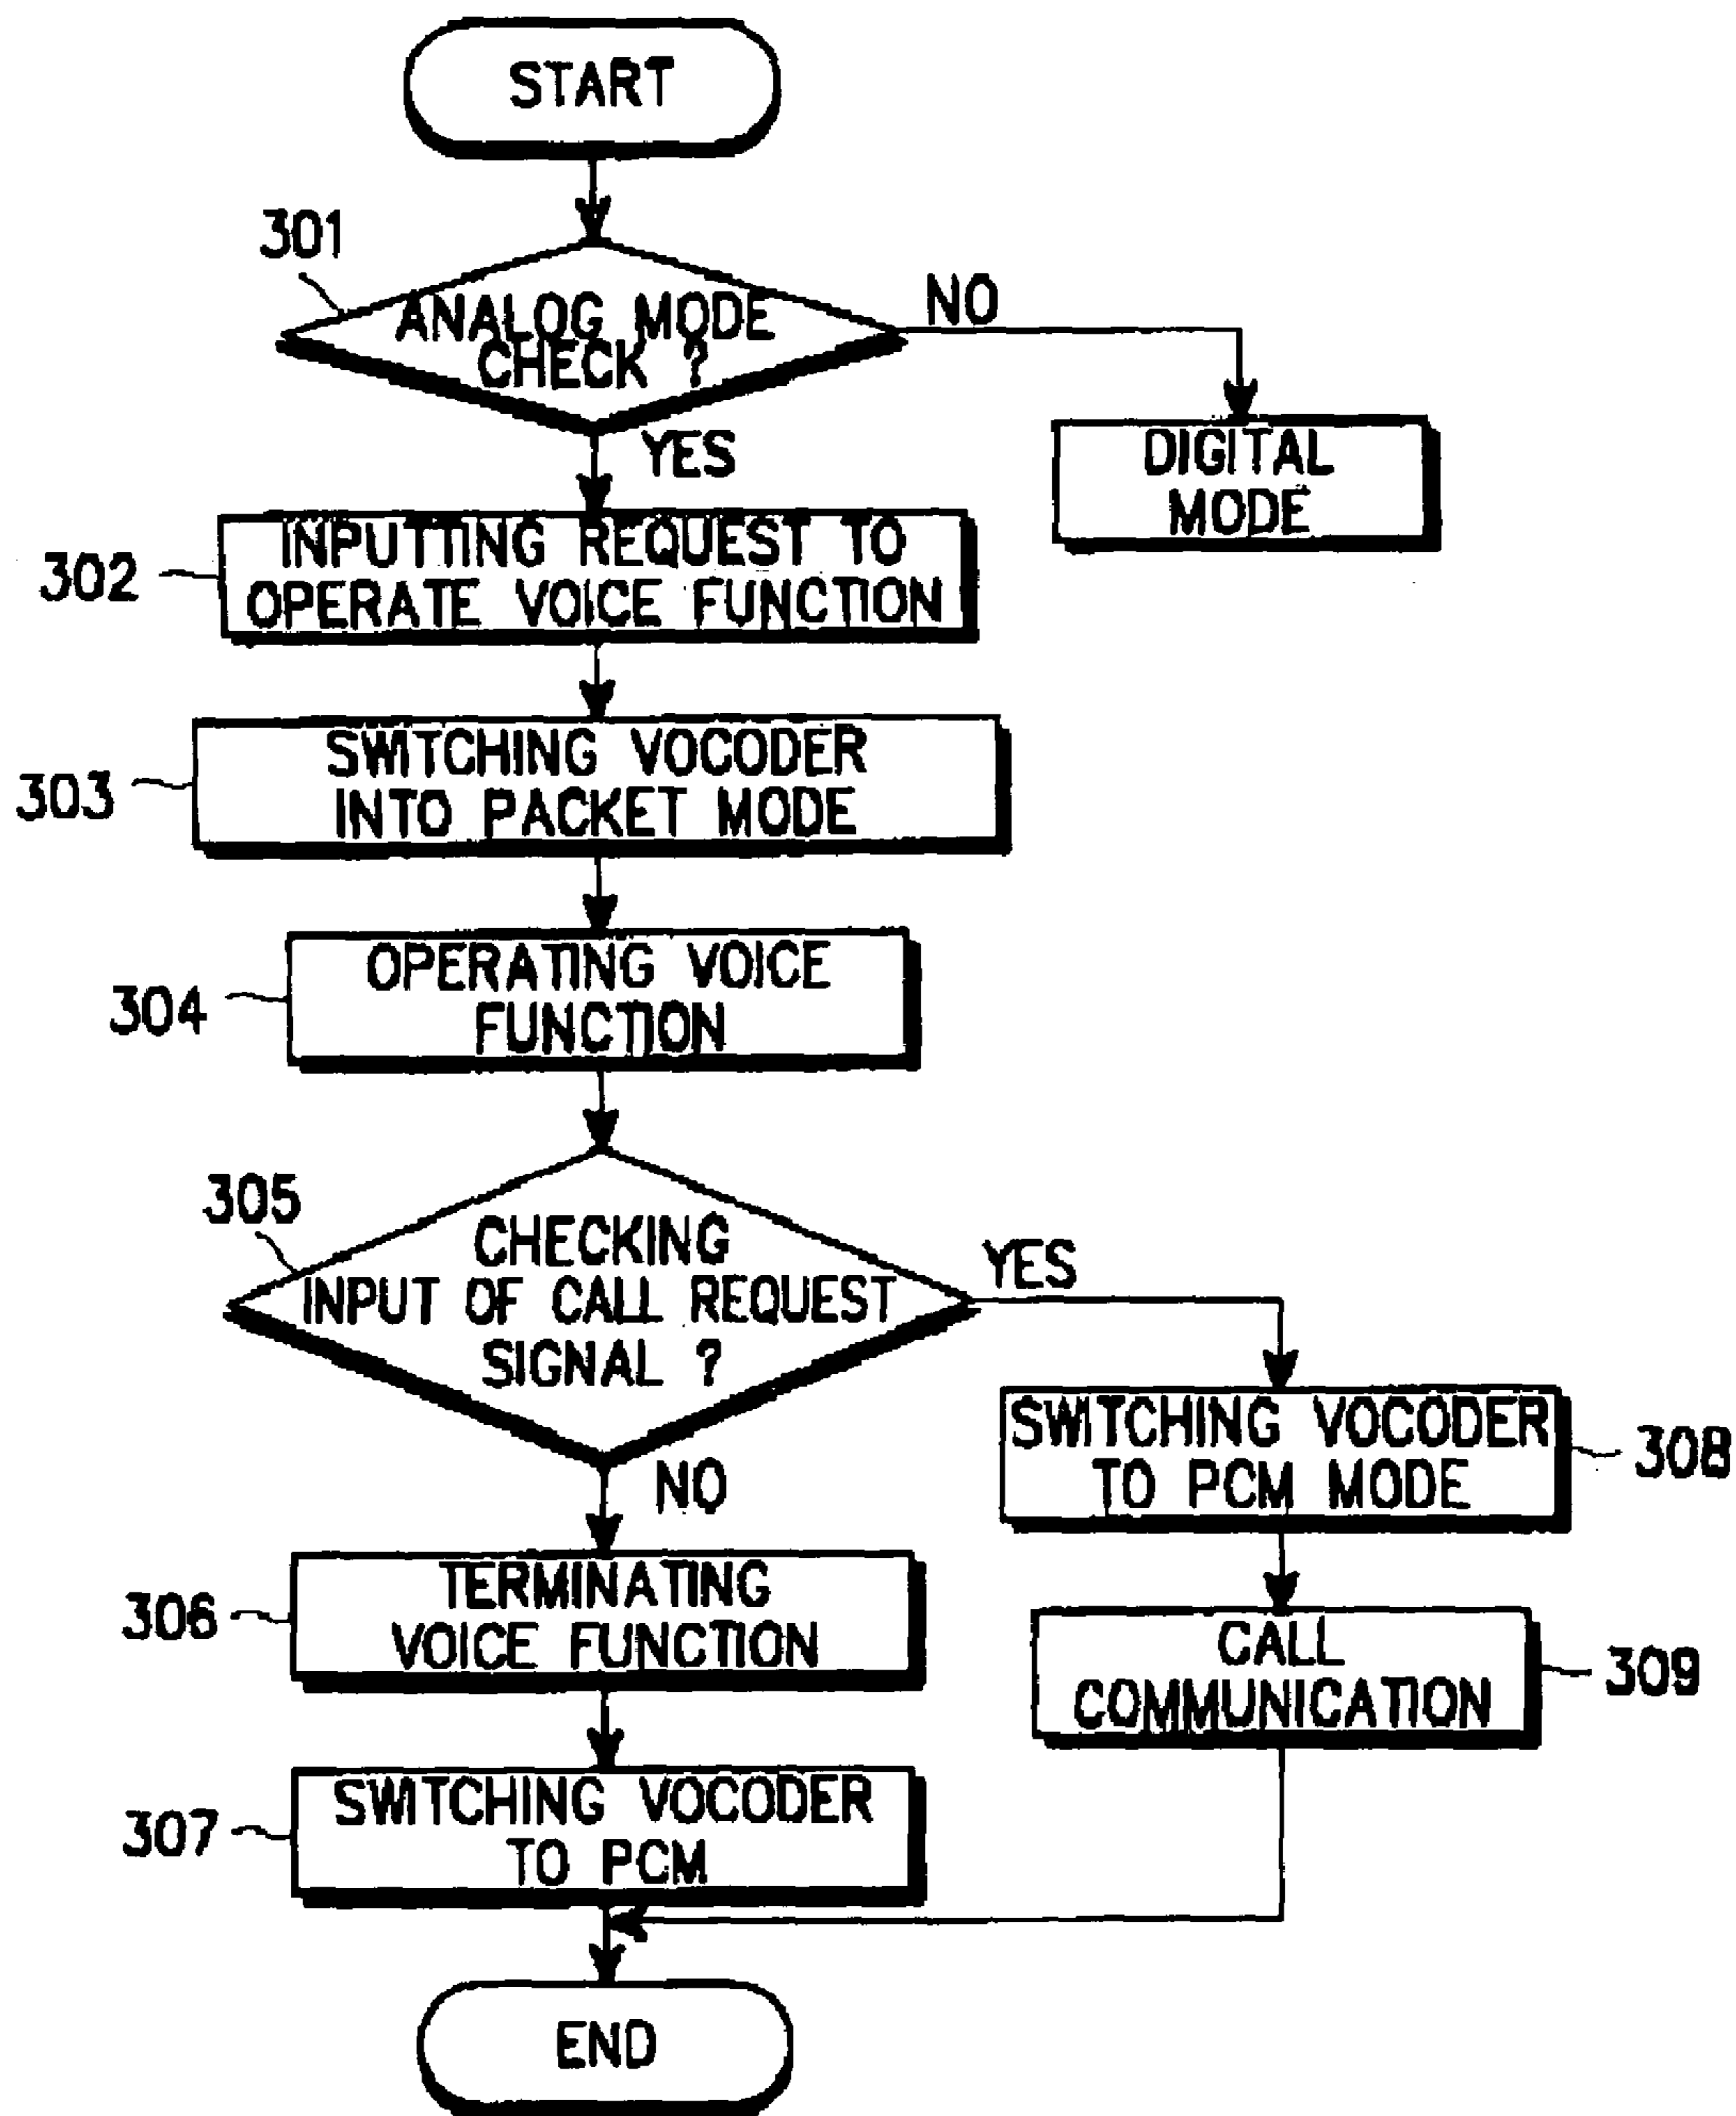 START
301
ANALOG MODE
CHECK ?
NO
YES
DIGITAL
MODE
302
INPUTTING REQUEST TO
OPERATE VOICE FUNCTION
303
SWITCHING VOCODER
INTO PACKET MODE
304
OPERATING VOICE
FUNCTION
305
CHECKING
INPUT OF CALL REQUEST
SIGNAL ?
YES
NO
SWITCHING VOCODER
TO PCM MODE
308
306
TERMINATING
VOICE FUNCTION
CALL
COMMUNICATION
309
307
SWITCHING VOCODER
TO PCM
END